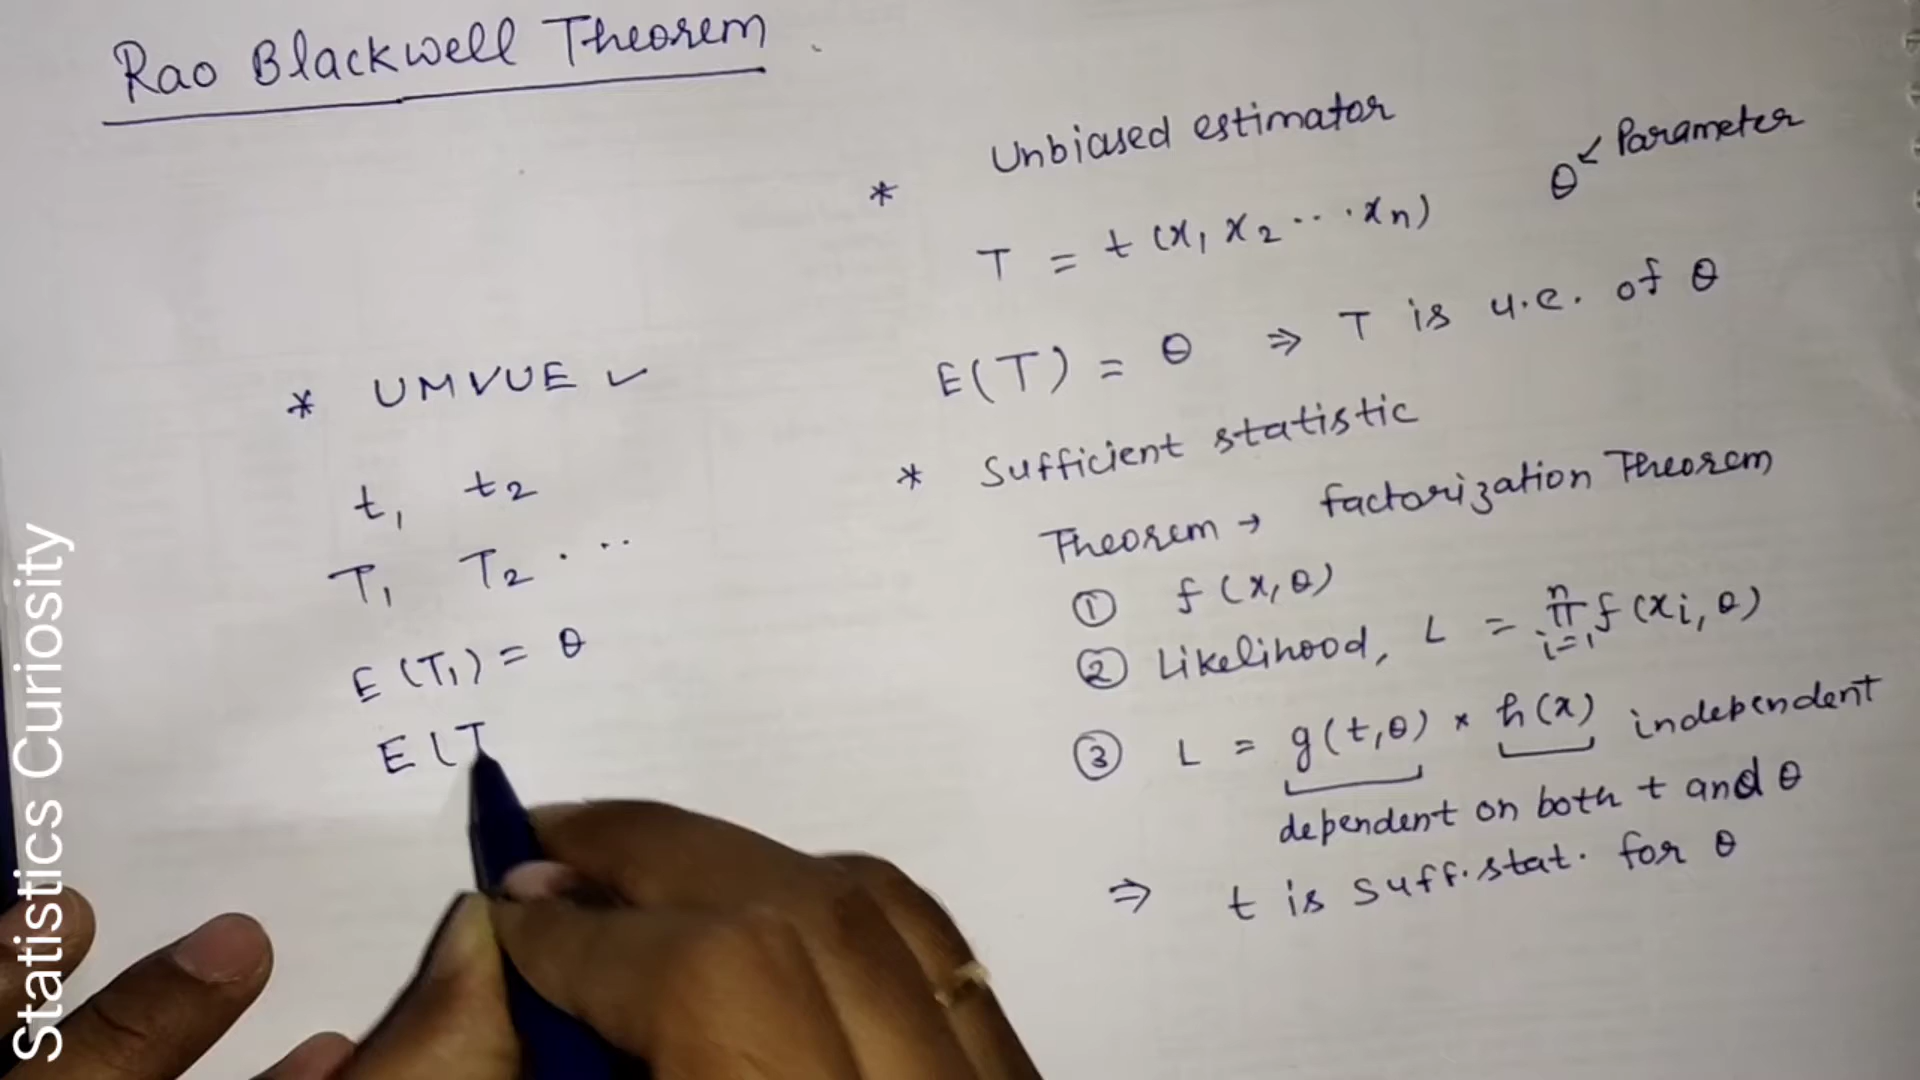 Rao Blackwell Theorem
* UMVUE ✓
t₁ t₂
T₁ T₂ . ..
E(T₁) = θ
E(T
* Unbiased estimator
θ ← Parameter
T = t(x₁ x₂ ... xₙ)
E(T) = θ ⇒ T is u.e. of θ
* Sufficient statistic
Theorem → factorization Theorem
① f(x,θ)
② Likelihood, L = ⁿπᵢ₌₁ f(xi,θ)
③ L = g(t,θ) * h(x) independent
dependent on both t and θ
⇒ t is suff.stat. for θ
Statistics Curiosity